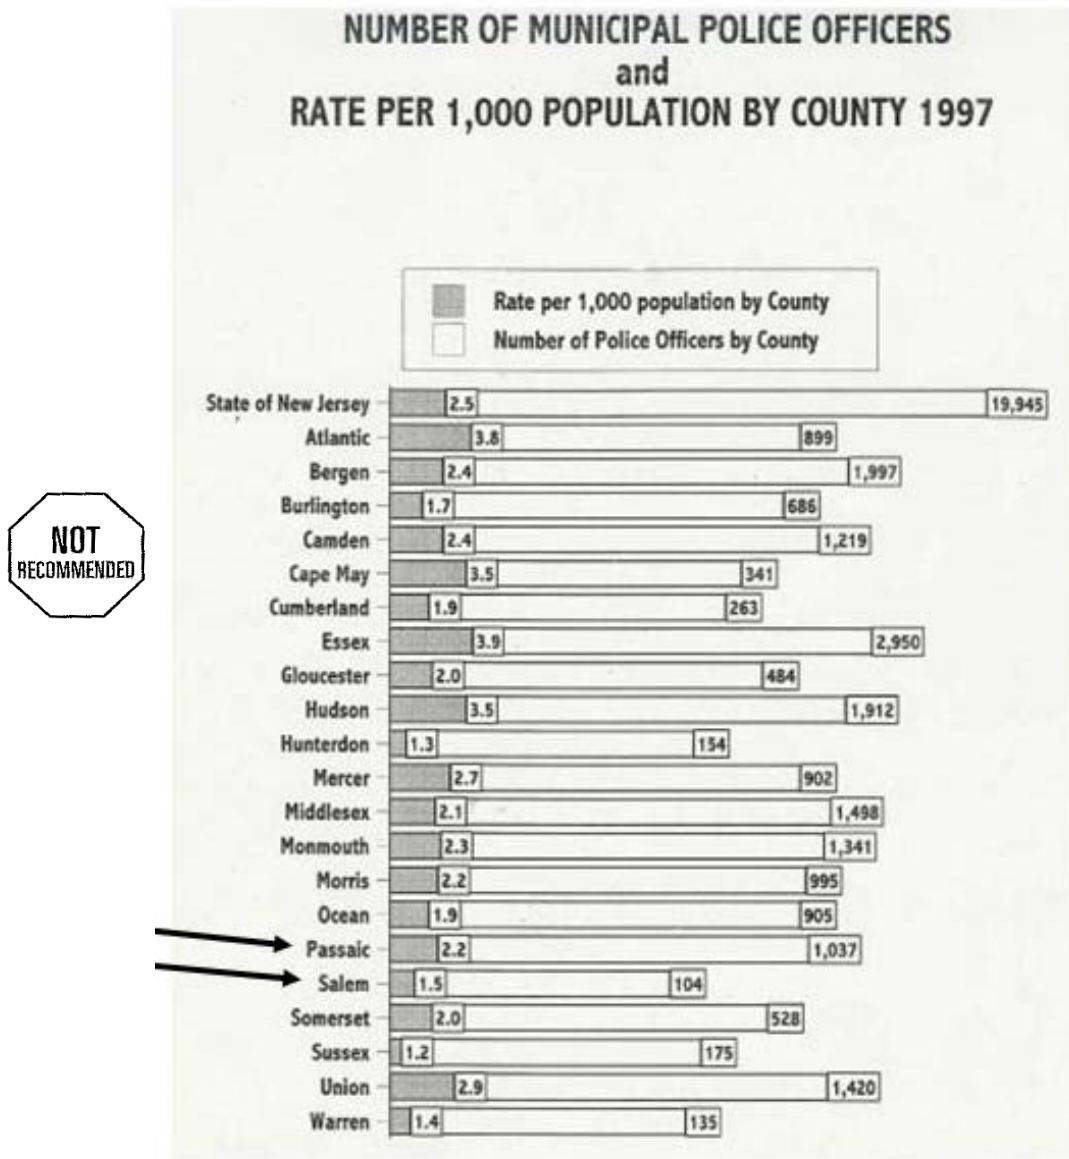 NUMBER OF MUNICIPAL POLICE OFFICERS
and
RATE PER 1,000 POPULATION BY COUNTY 1997
Rate per 1,000 population by County
Number of Police Officers by County
State of New Jersey 2.5 19,945
Atlantic 3.8 899
Bergen 2.4 1,997
Burlington 1.7 686
NOT
RECOMMENDED
Camden 2.4 1,219
Cape May 3.5 341
Cumberland 1.9 263
Essex 3.9 2,950
Gloucester 2.0 484
Hudson 3.5 1,912
Hunterdon 1.3 154
Mercer 2.7 902
Middlesex 2.1 1,498
Monmouth 2.3 1,341
Morris 2.2 995
Ocean 1.9 905
Passaic 2.2 1,037
Salem 1.5 104
Somerset 2.0 528
Sussex 1.2 175
Union 2.9 1,420
Warren 1.4 135